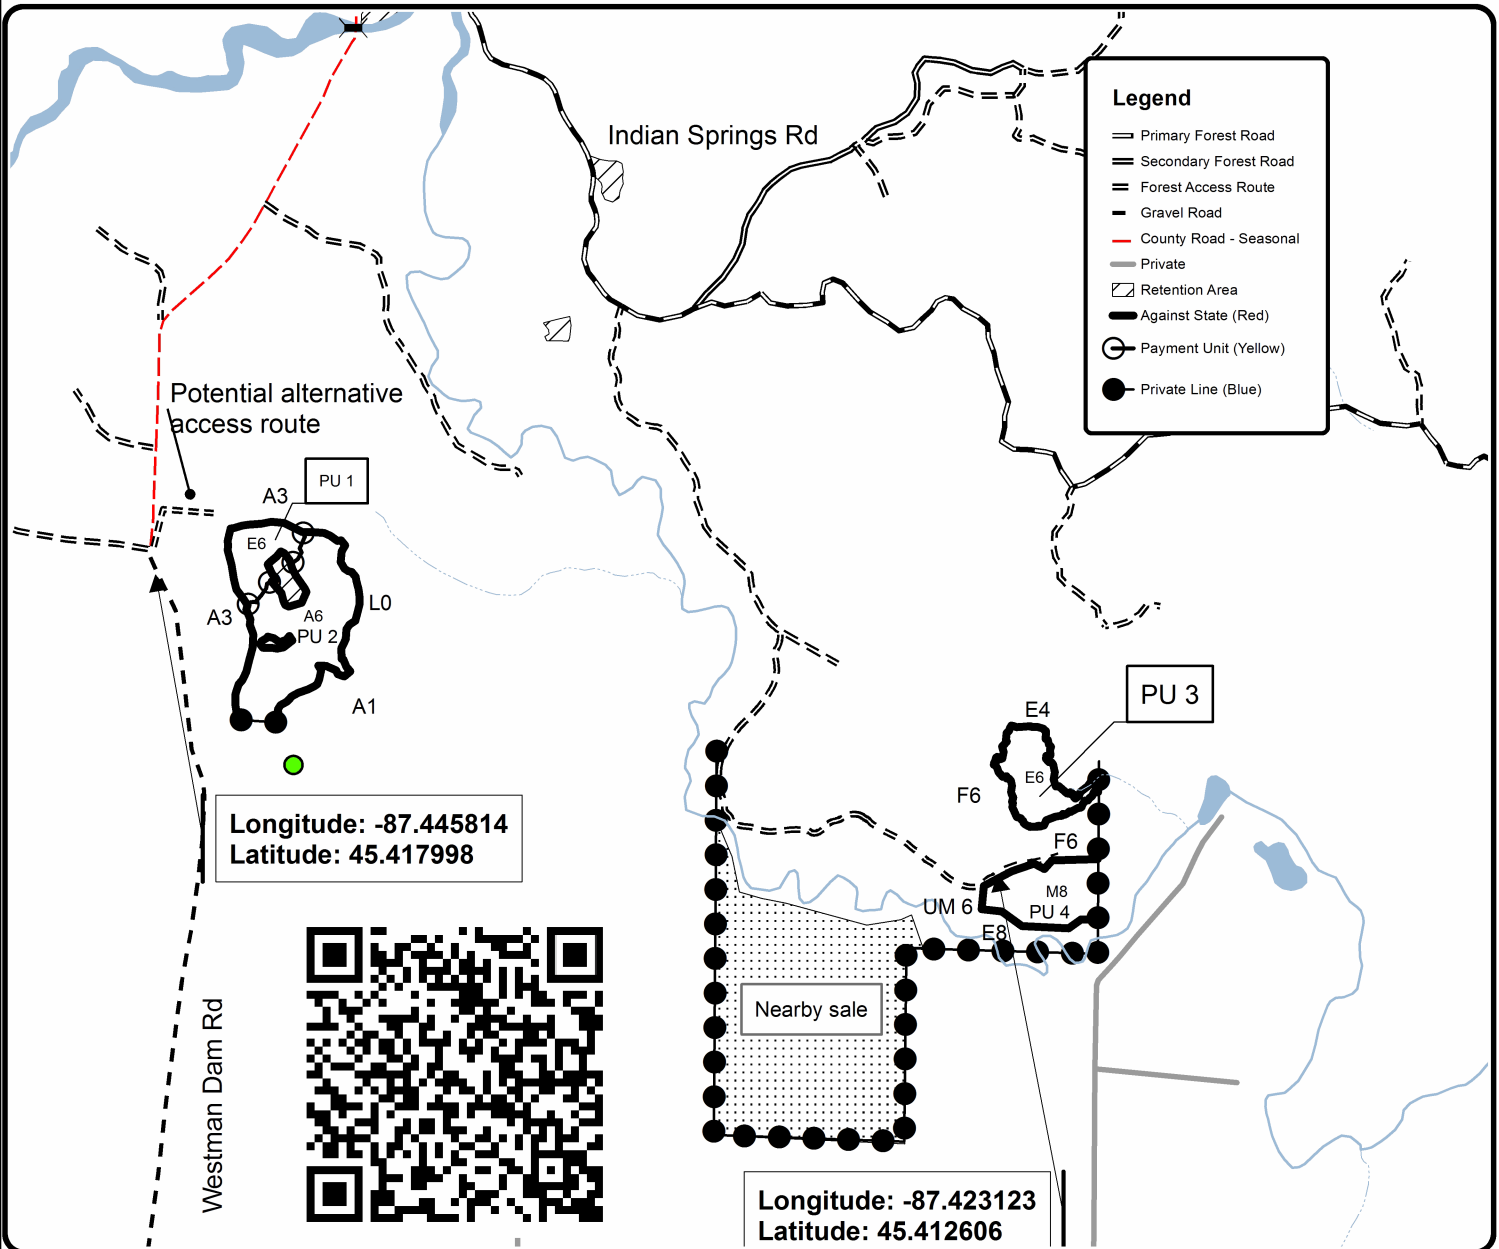 Indian Springs Rd
Legend
Primary Forest Road
Secondary Forest Road
Forest Access Route
Gravel Road
County Road - Seasonal
Private
Retention Area
Against State (Red)
Payment Unit (Yellow)
Private Line (Blue)
Potential alternative
access route
PU 1
A3
E6
A3
L0
A6
PU 2
A1
Longitude: -87.445814
Latitude: 45.417998
Westman Dam Rd
PU 3
E4
E6
F6
F6
M8
UM 6
PU 4
E8
Nearby sale
Longitude: -87.423123
Latitude: 45.412606